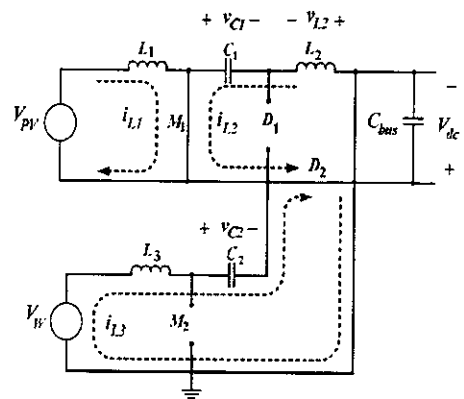 + v_C1 − − v_L2 +
L_1 C_1 L_2
V_PV i_L1 M_1 i_L2 D_1 C_bus V_dc
−
+
D_2
+ v_C2 −
L_3 C_2
V_W i_L3 M_2